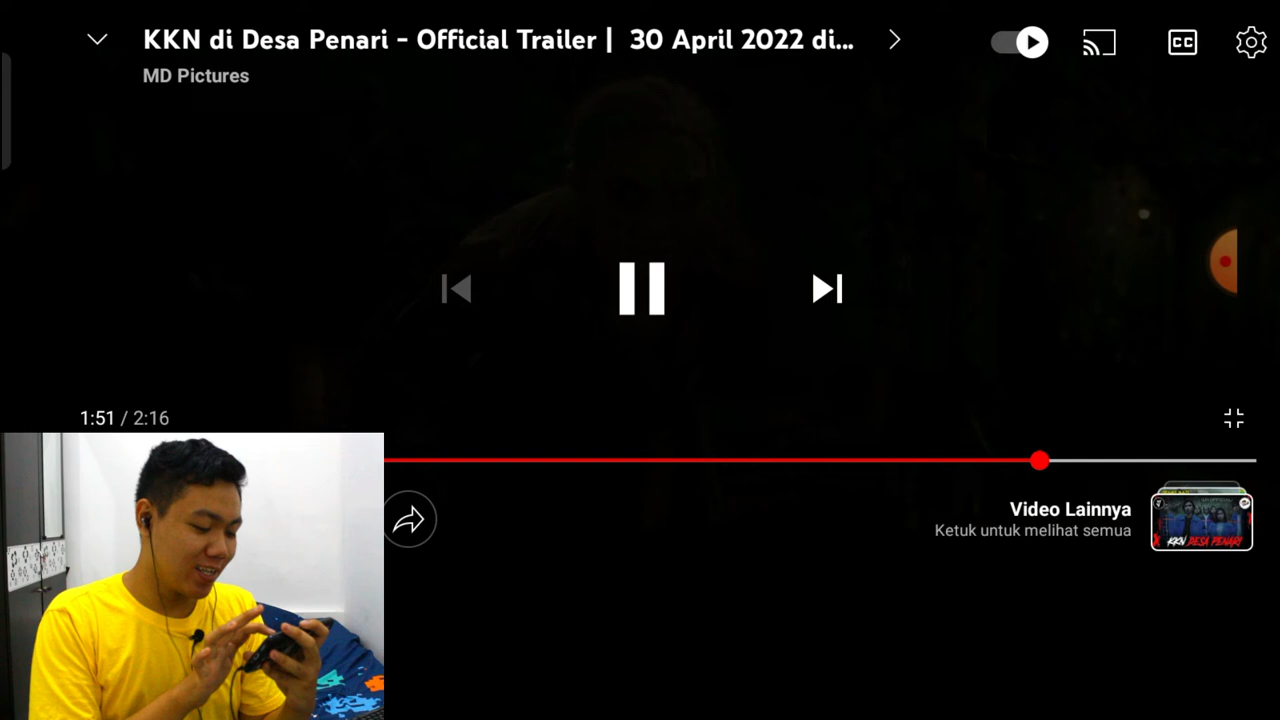 KKN di Desa Penari - Official Trailer | 30 April 2022 di...
MD Pictures
CC
1:51 / 2:16
Video Lainnya
Ketuk untuk melihat semua
KKN DESA PENARI